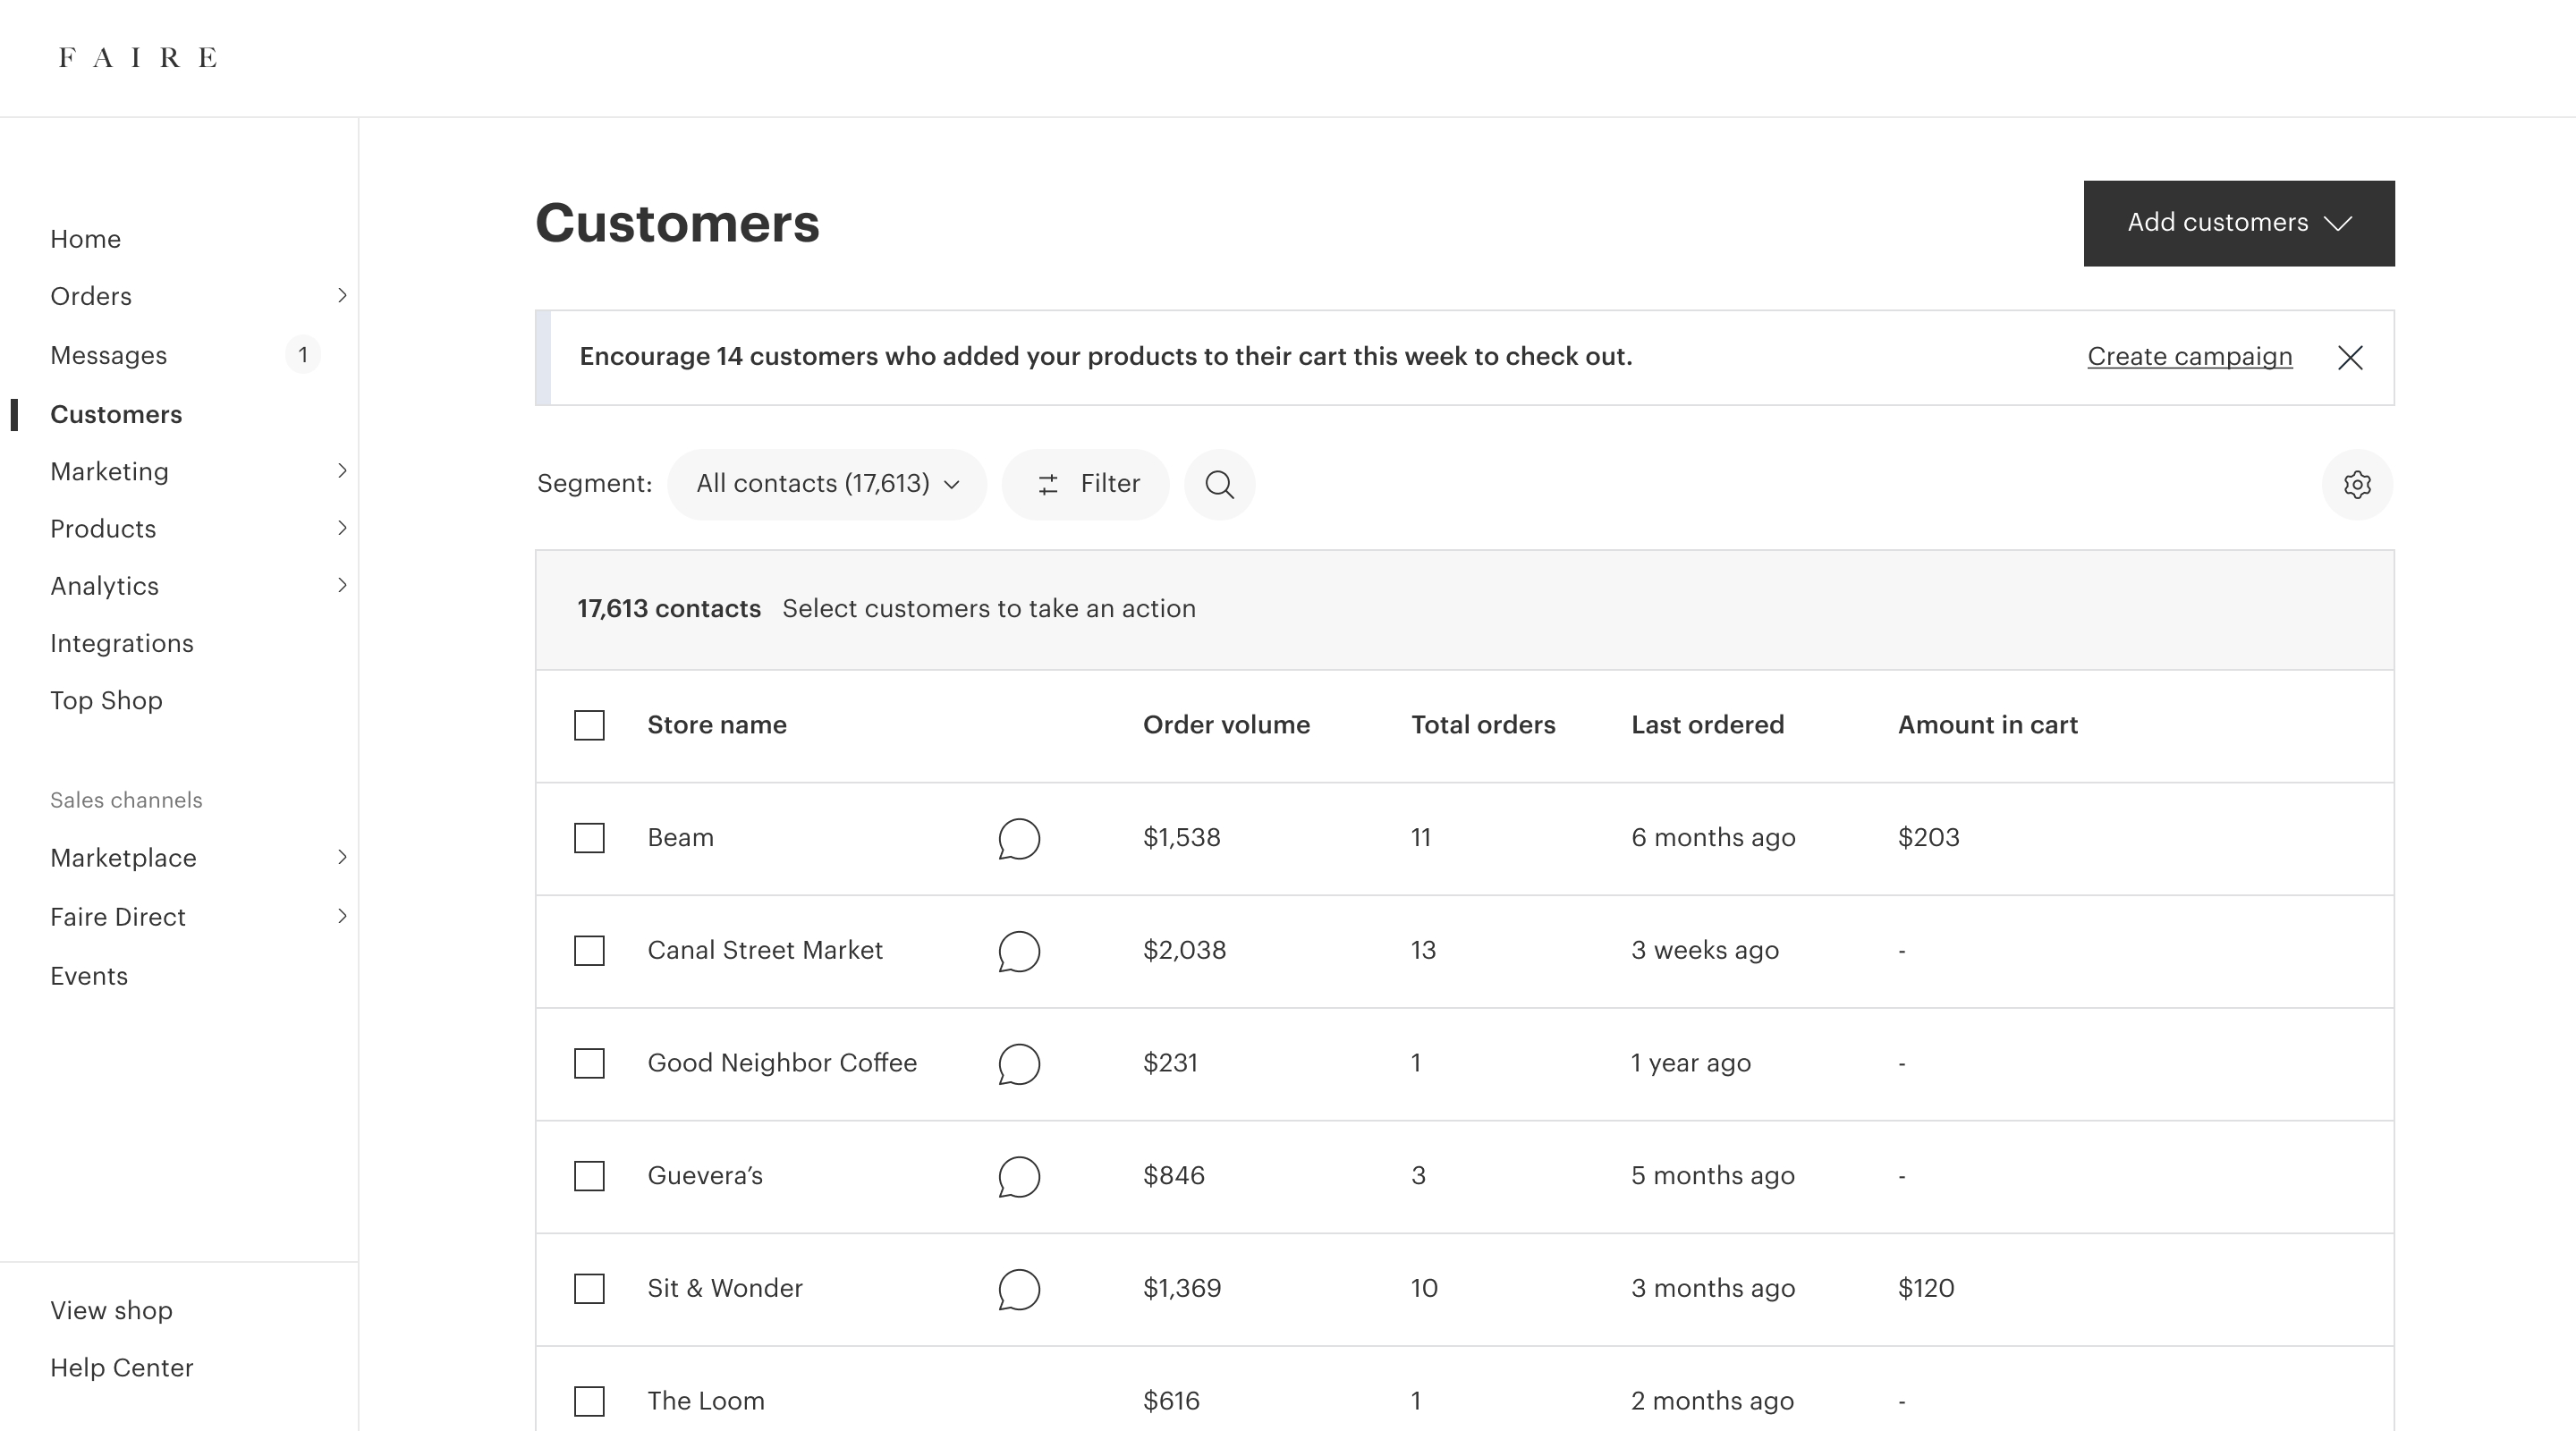 FAIRE
Home
Orders
Messages 1
Customers
Marketing
Products
Analytics
Integrations
Top Shop
Sales channels
Marketplace
Faire Direct
Events
View shop
Help Center
Customers
Add customers
Encourage 14 customers who added your products to their cart this week to check out. Create campaign
Segment: All contacts (17,613) Filter
17,613 contacts Select customers to take an action
Store name Order volume Total orders Last ordered Amount in cart
Beam $1,538 11 6 months ago $203
Canal Street Market $2,038 13 3 weeks ago -
Good Neighbor Coffee $231 1 1 year ago -
Guevera’s $846 3 5 months ago -
Sit & Wonder $1,369 10 3 months ago $120
The Loom $616 1 2 months ago -